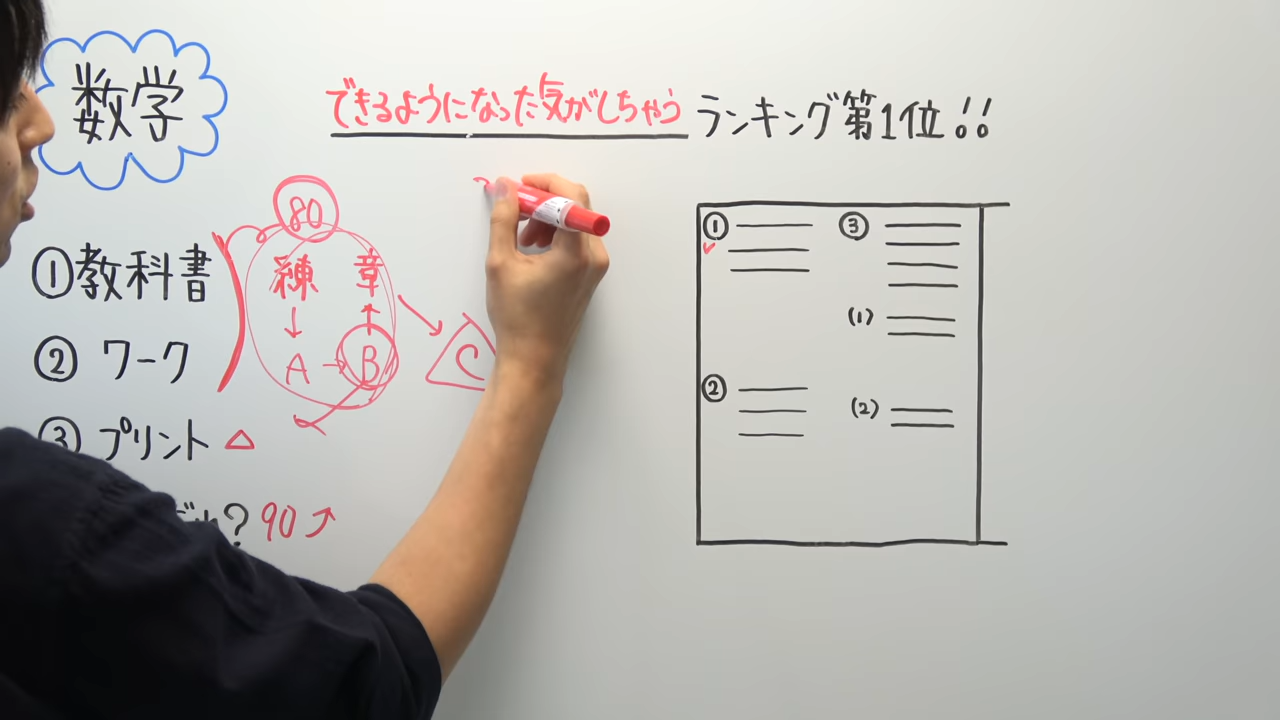 数学
できるようになった気がしちゃう ランキング第1位!!
①教科書
② ワーク
③ プリント △
? 90 ↗
80
練 章
↓ ↑
A → B
C
①
②
③
(1)
(2)